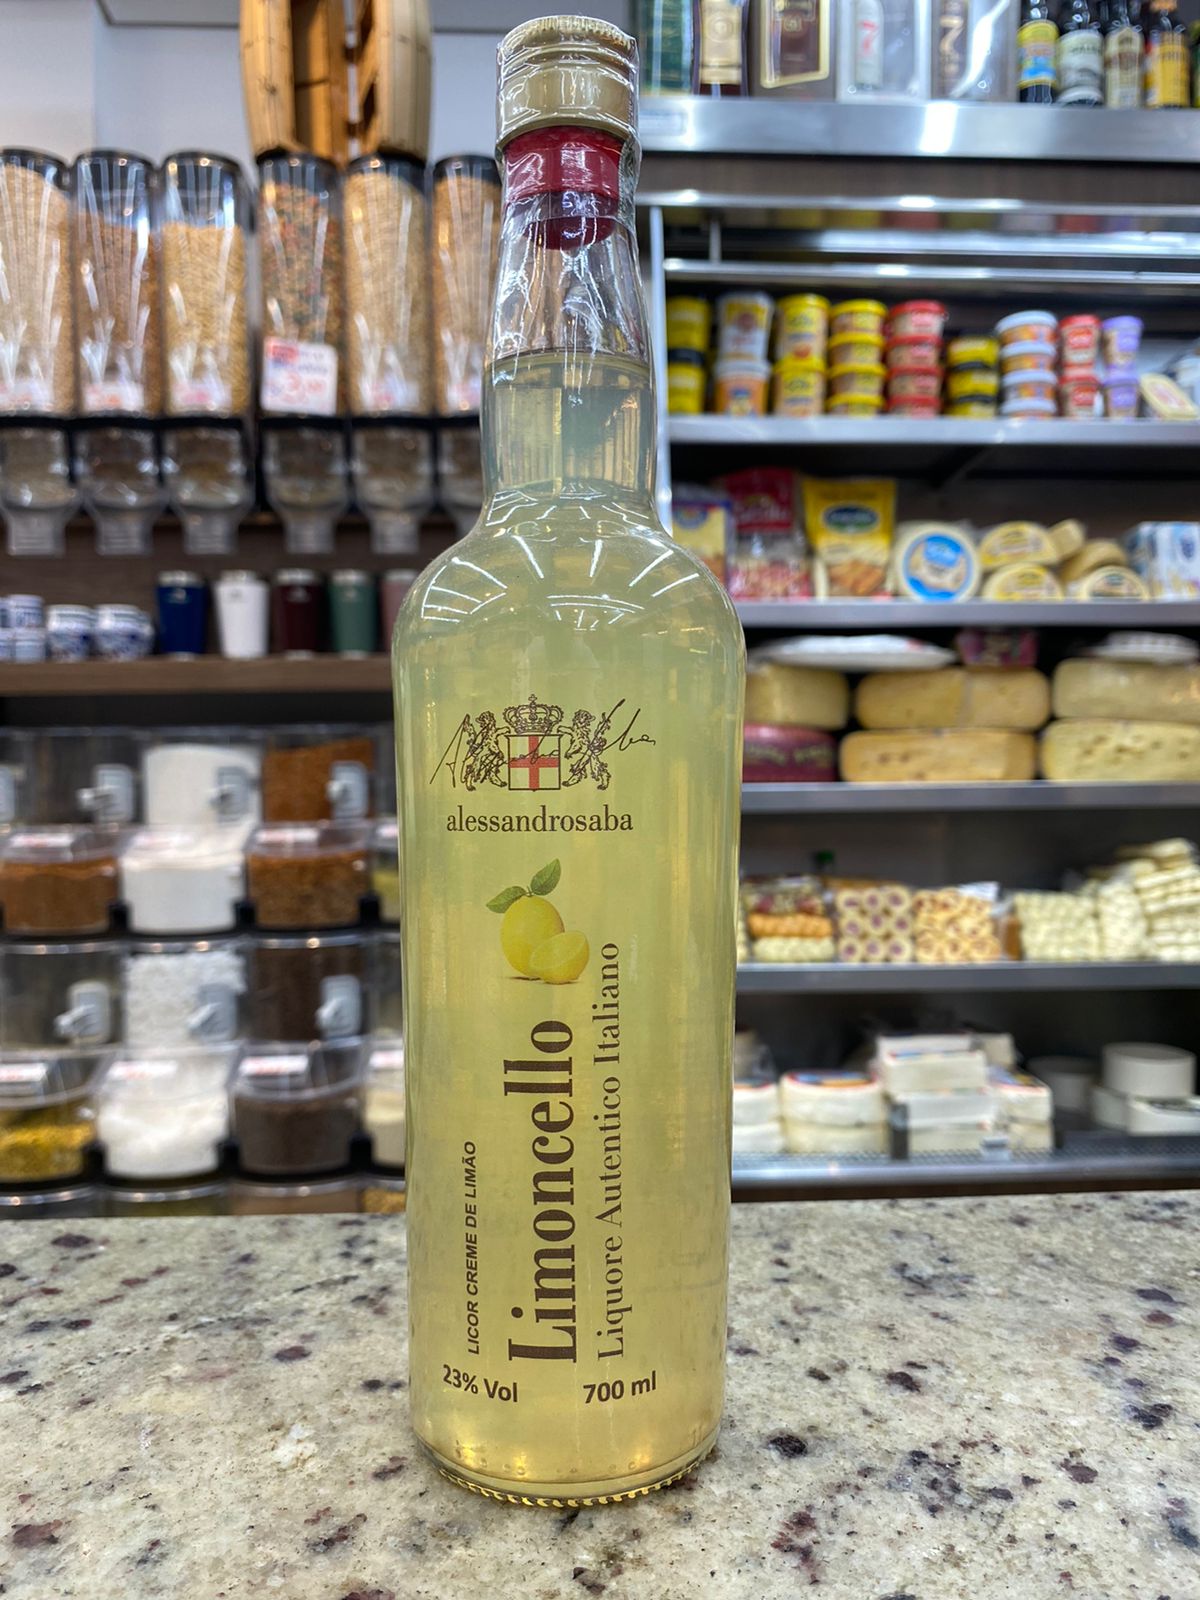 alessandrosaba
LICOR CREME DE LIMÃO
Limoncello
Liquore Autentico Italiano
23% Vol
700 ml